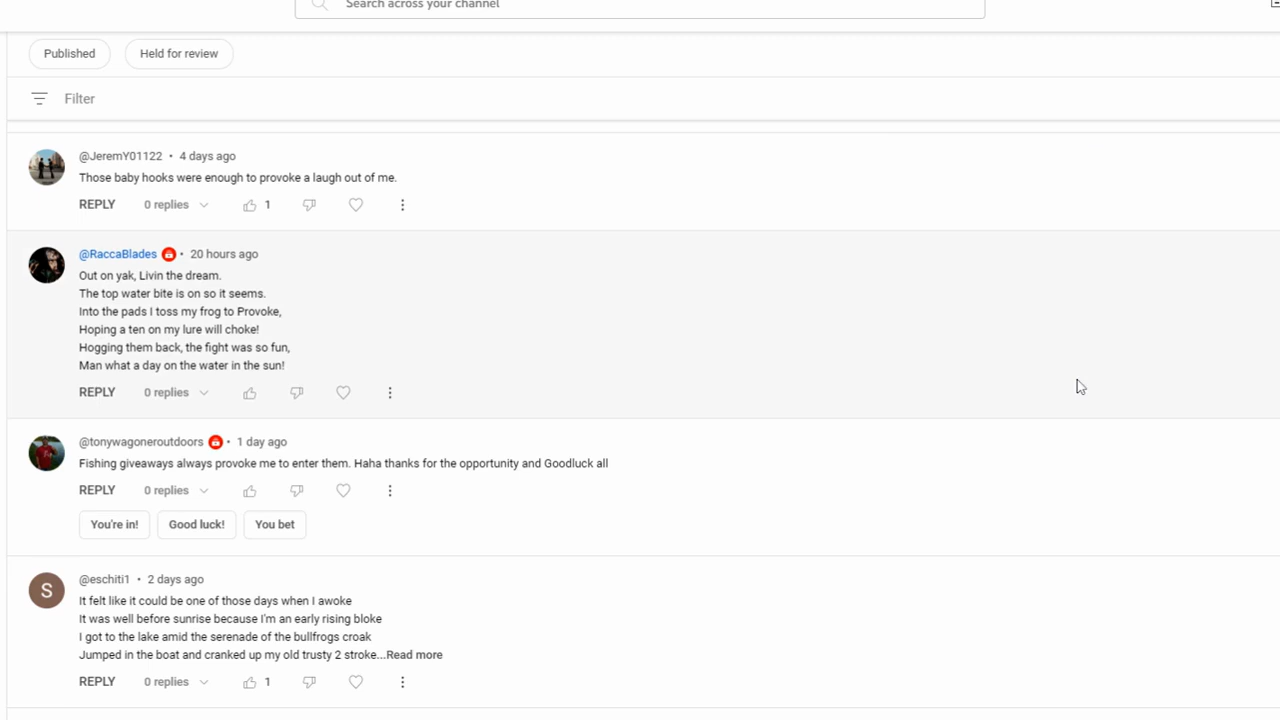 Search across your channel
Published
Held for review
Filter
@JeremY01122 • 4 days ago
Those baby hooks were enough to provoke a laugh out of me.
REPLY 0 replies 1
@RaccaBlades • 20 hours ago
Out on yak, Livin the dream.
The top water bite is on so it seems.
Into the pads I toss my frog to Provoke,
Hoping a ten on my lure will choke!
Hogging them back, the fight was so fun,
Man what a day on the water in the sun!
REPLY 0 replies
@tonywagoneroutdoors • 1 day ago
Fishing giveaways always provoke me to enter them. Haha thanks for the opportunity and Goodluck all
REPLY 0 replies
You're in! Good luck! You bet
S
@eschiti1 • 2 days ago
It felt like it could be one of those days when I awoke
It was well before sunrise because I'm an early rising bloke
I got to the lake amid the serenade of the bullfrogs croak
Jumped in the boat and cranked up my old trusty 2 stroke...Read more
REPLY 0 replies 1